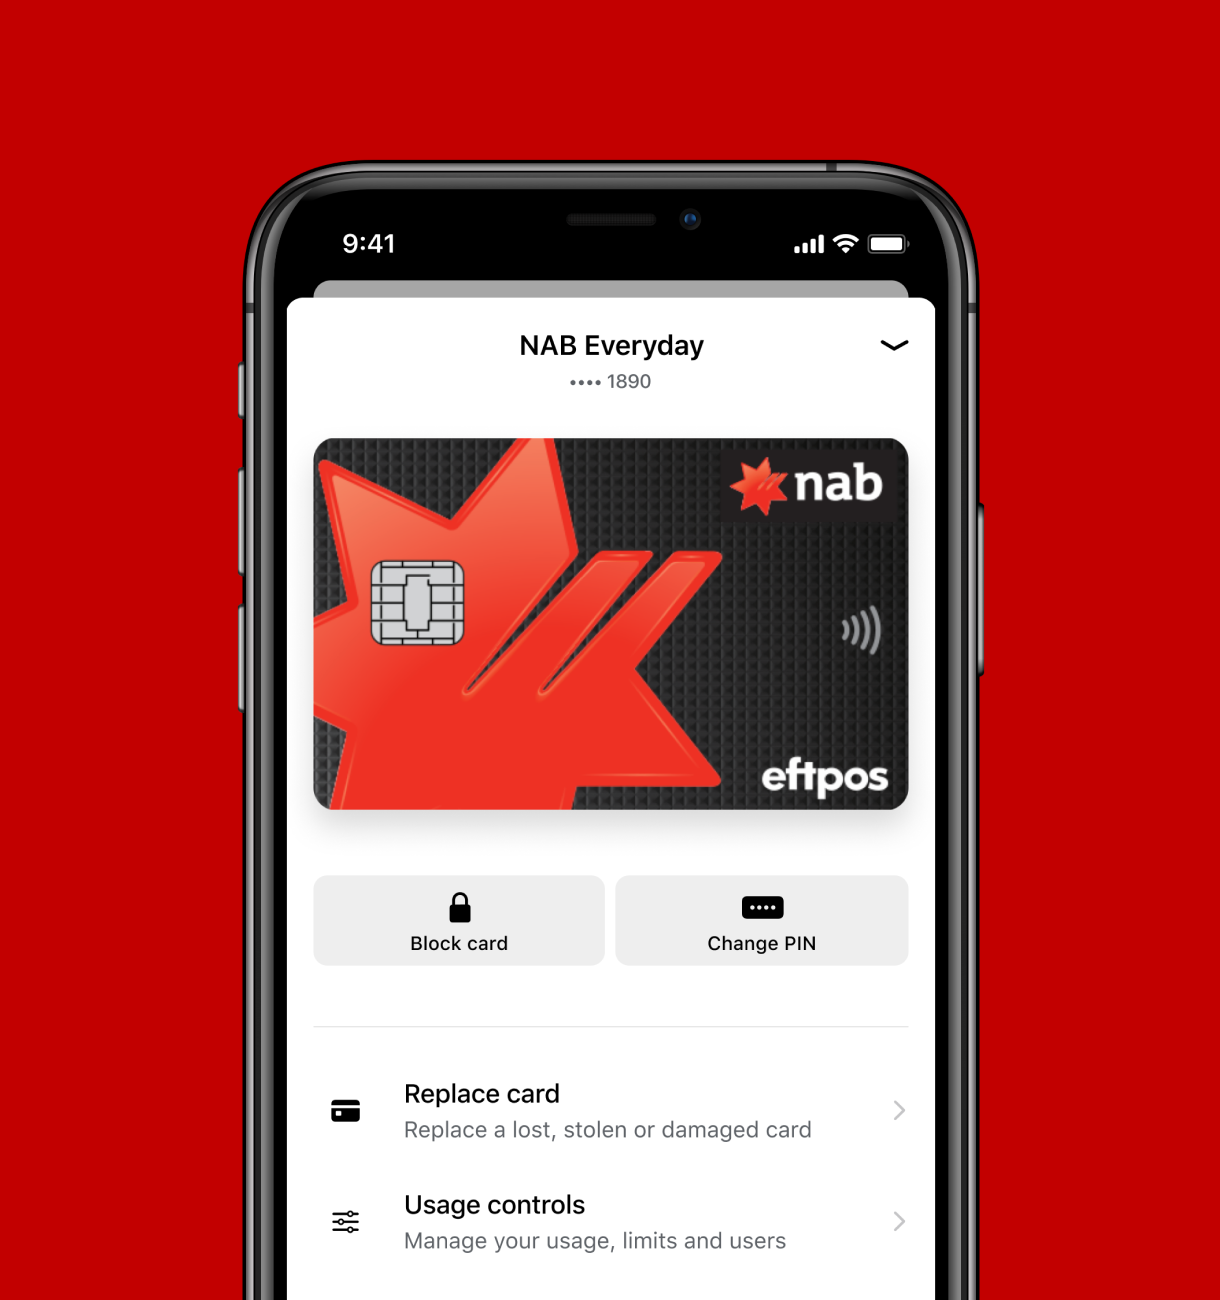 9:41
NAB Everyday
•••• 1890
nab
eftpos
Block card
Change PIN
Replace card
Replace a lost, stolen or damaged card
Usage controls
Manage your usage, limits and users